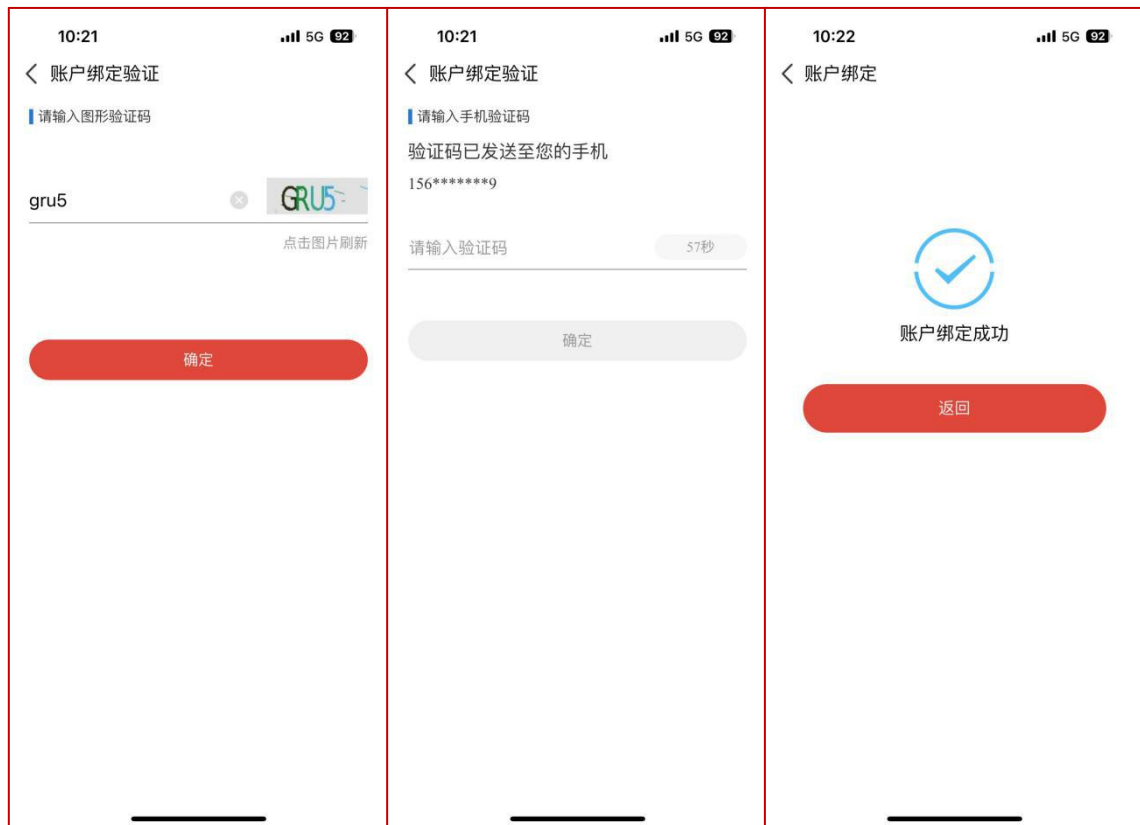 10:21
5G 92
账户绑定验证
请输入图形验证码
gru5
GRU5
点击图片刷新
确定
10:21
5G 92
账户绑定验证
请输入手机验证码
验证码已发送至您的手机
156*******9
请输入验证码
57秒
确定
10:22
5G 92
账户绑定
账户绑定成功
返回